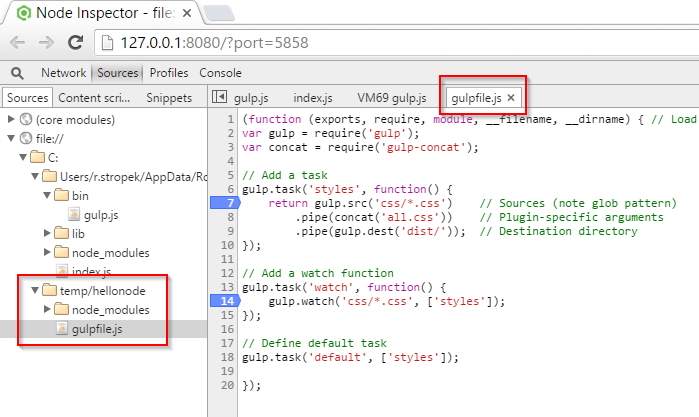 Node Inspector - file:
127.0.0.1:8080/?port=5858
Network Sources Profiles Console
Sources Content scri... Snippets
gulp.js index.js VM69 gulp.js gulpfile.js ×
(core modules)
file://
C:
Users/r.stropek/AppData/Ro
bin
gulp.js
lib
node_modules
index.js
temp/hellonode
node_modules
gulpfile.js
1 (function (exports, require, module, __filename, __dirname) { // Load
2 var gulp = require('gulp');
3 var concat = require('gulp-concat');
4
5 // Add a task
6 gulp.task('styles', function() {
7 return gulp.src('css/*.css') // Sources (note glob pattern)
8 .pipe(concat('all.css')) // Plugin-specific arguments
9 .pipe(gulp.dest('dist/')); // Destination directory
10 });
11
12 // Add a watch function
13 gulp.task('watch', function() {
14 gulp.watch('css/*.css', ['styles']);
15 });
16
17 // Define default task
18 gulp.task('default', ['styles']);
19
20 });